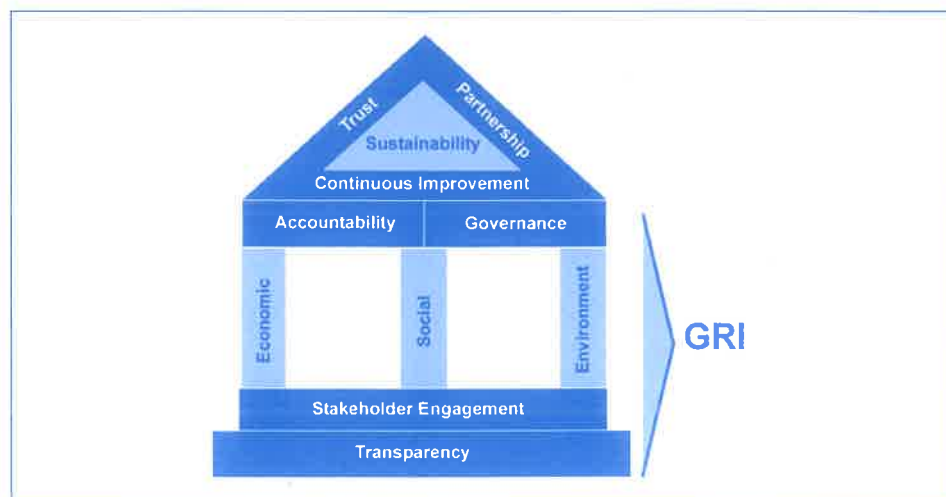 Trust
Partnership
Sustainability
Continuous Improvement
Accountability
Governance
Economic
Social
Environment
GRI
Stakeholder Engagement
Transparency